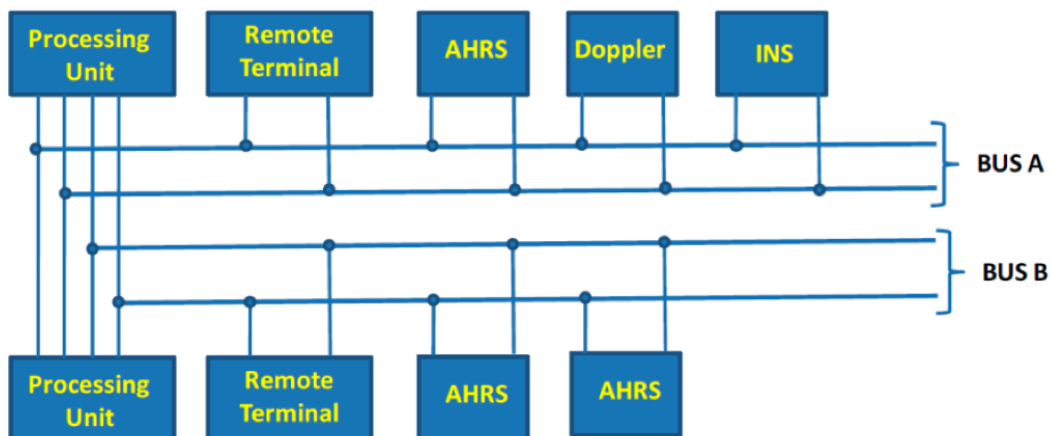 Processing
Unit
Remote
Terminal
AHRS
Doppler
INS
BUS A
BUS B
Processing
Unit
Remote
Terminal
AHRS
AHRS